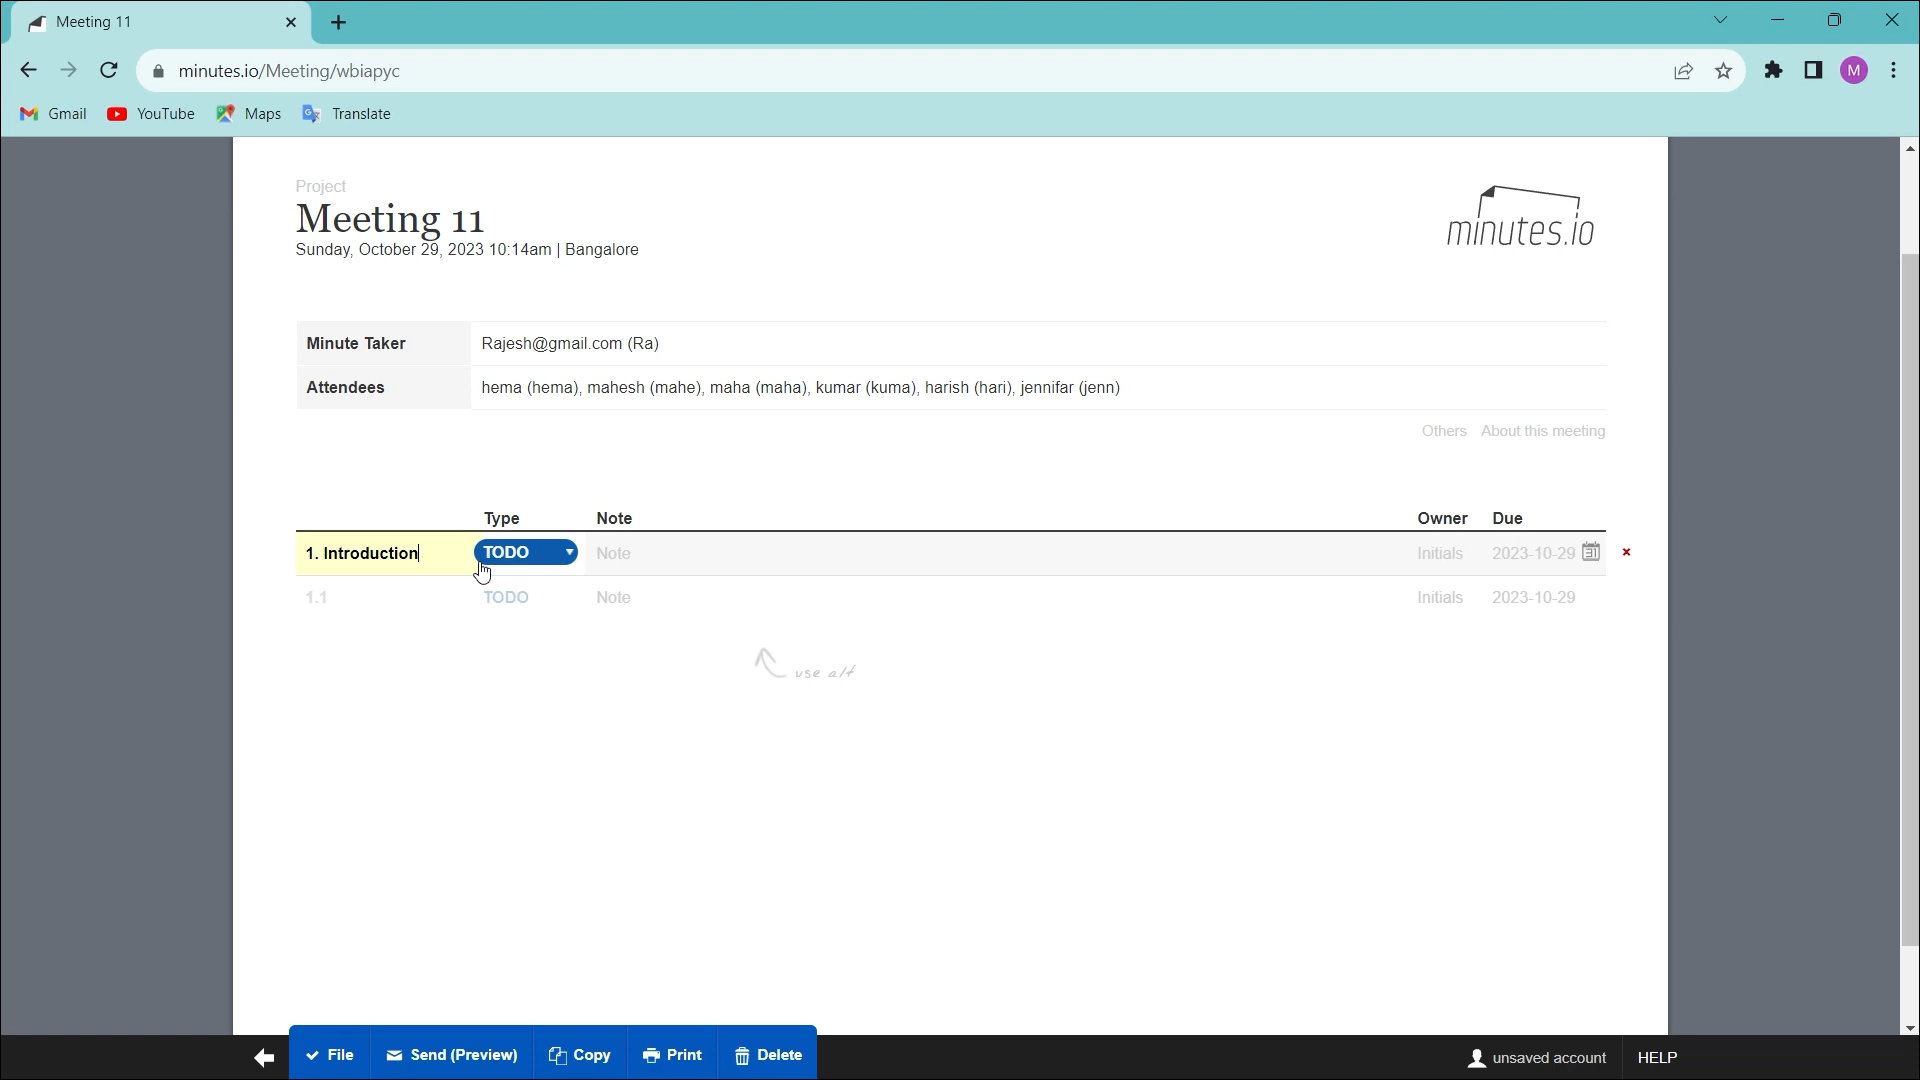 Meeting 11
minutes.io/Meeting/wbiapyc
M
Gmail YouTube Maps Translate
Project
Meeting 11
Sunday, October 29, 2023 10:14am | Bangalore
minutes.io
Minute Taker Rajesh@gmail.com (Ra)
Attendees hema (hema), mahesh (mahe), maha (maha), kumar (kuma), harish (hari), jennifar (jenn)
Others About this meeting
Type Note Owner Due
1. Introduction TODO Note Initials 2023-10-29 31
1.1 TODO Note Initials 2023-10-29
use alt
File Send (Preview) Copy Print Delete unsaved account HELP